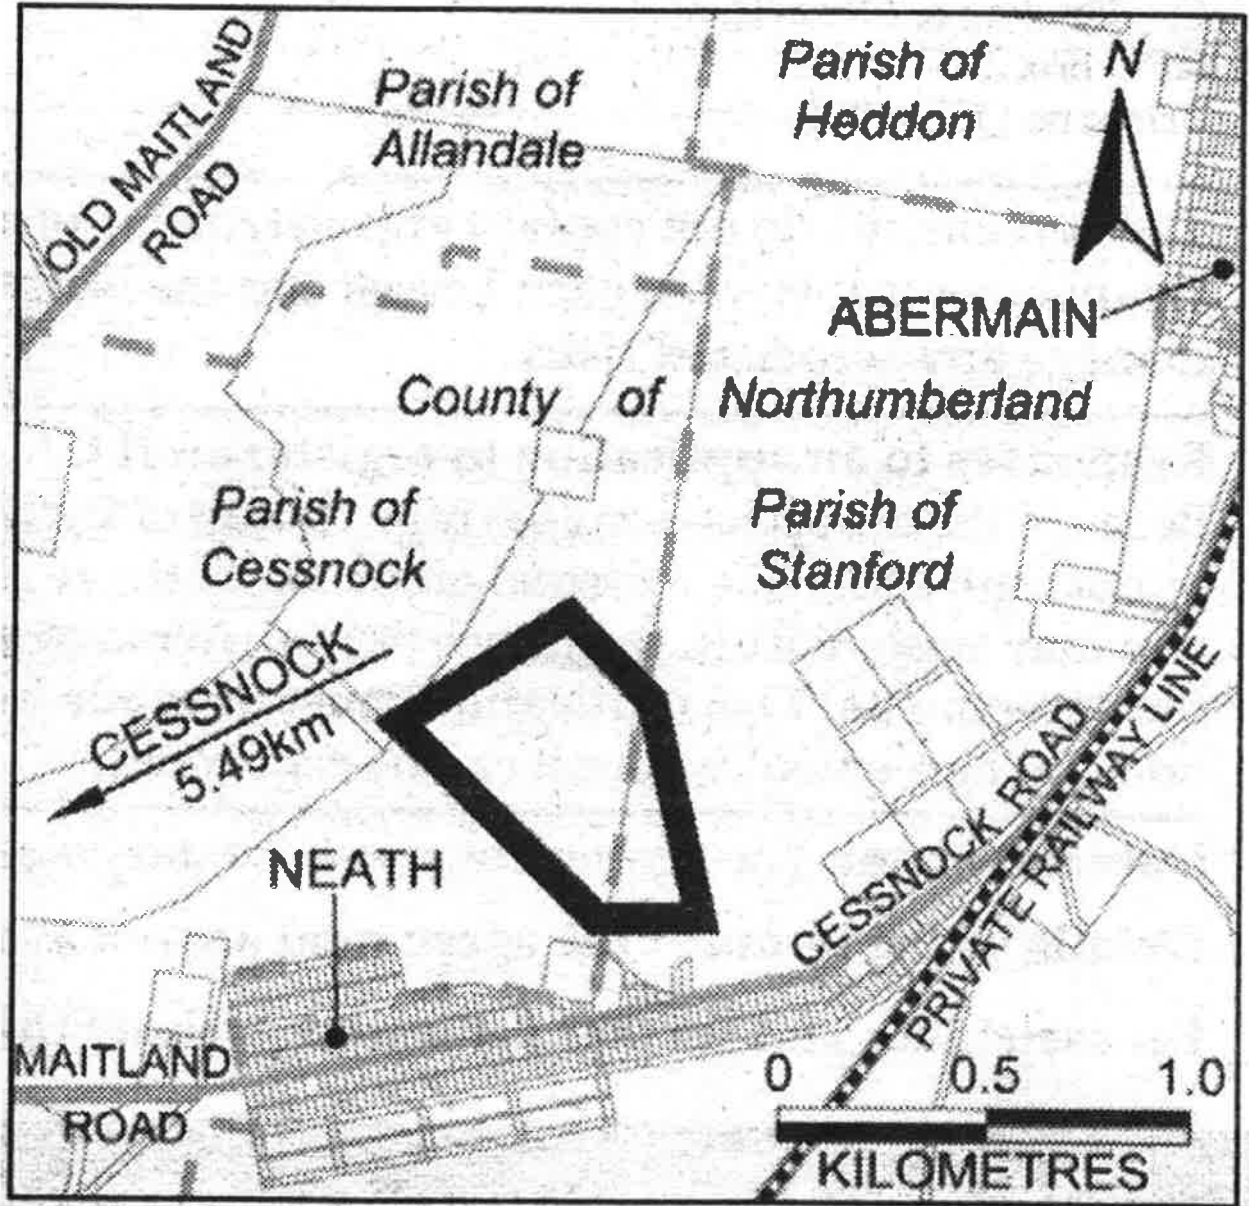 Parish of
Allandale
Parish of
Heddon
N
OLD MAITLAND
ROAD
ABERMAIN
County of Northumberland
Parish of
Cessnock
Parish of
Stanford
CESSNOCK
5.49km
NEATH
CESSNOCK ROAD
PRIVATE RAILWAY LINE
MAITLAND
ROAD
0 0.5 1.0
KILOMETRES